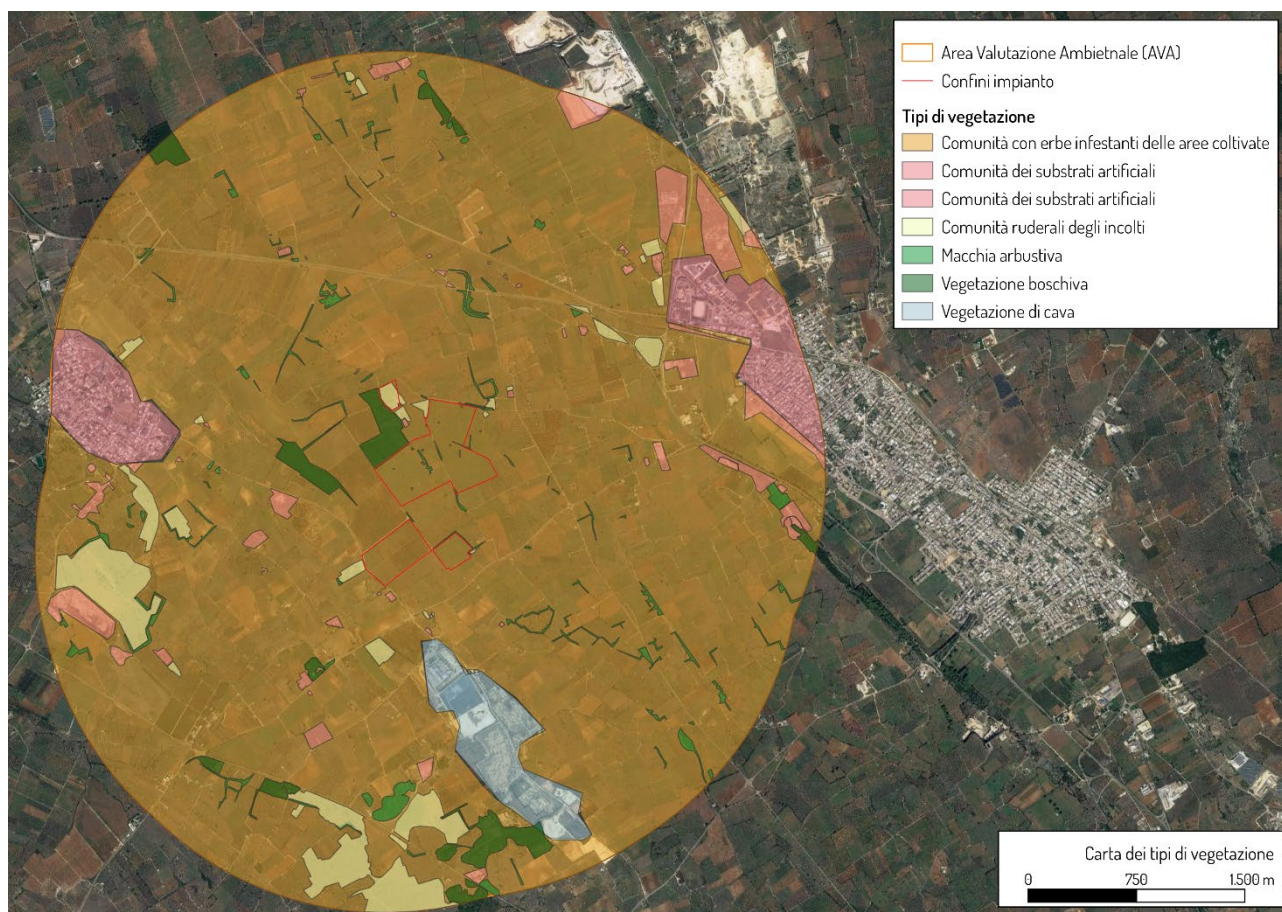 Area Valutazione Ambietnale (AVA)
Confini impianto
Tipi di vegetazione
Comunità con erbe infestanti delle aree coltivate
Comunità dei substrati artificiali
Comunità dei substrati artificiali
Comunità ruderali degli incolti
Macchia arbustiva
Vegetazione boschiva
Vegetazione di cava
Carta dei tipi di vegetazione
0 750 1.500 m